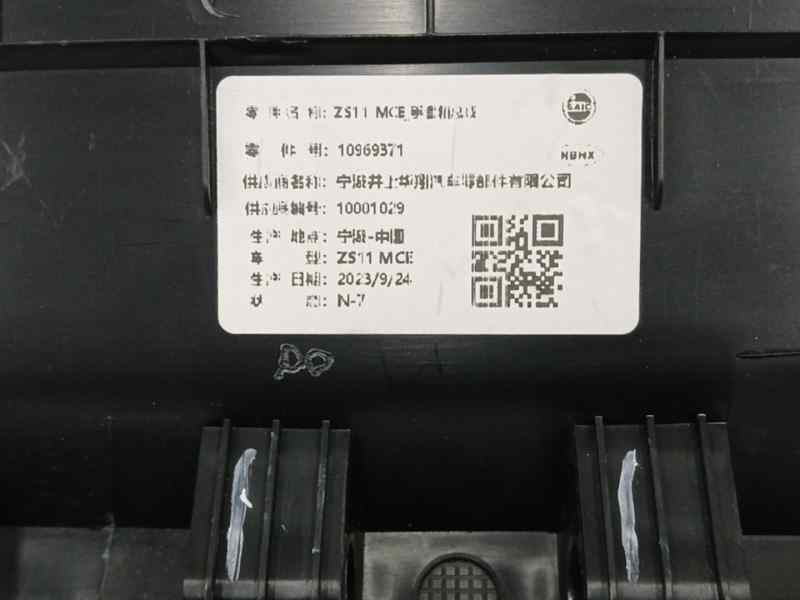 零件名称: ZS11 MCE
SAIC
零件号: 10969371
NBHX
供应商名称: 宁波井上华翔汽车零部件有限公司
供应商编号: 10001029
生产地点: 宁波-中国
车型: ZS11 MCE
生产日期: 2023/9/24
状态: N-7